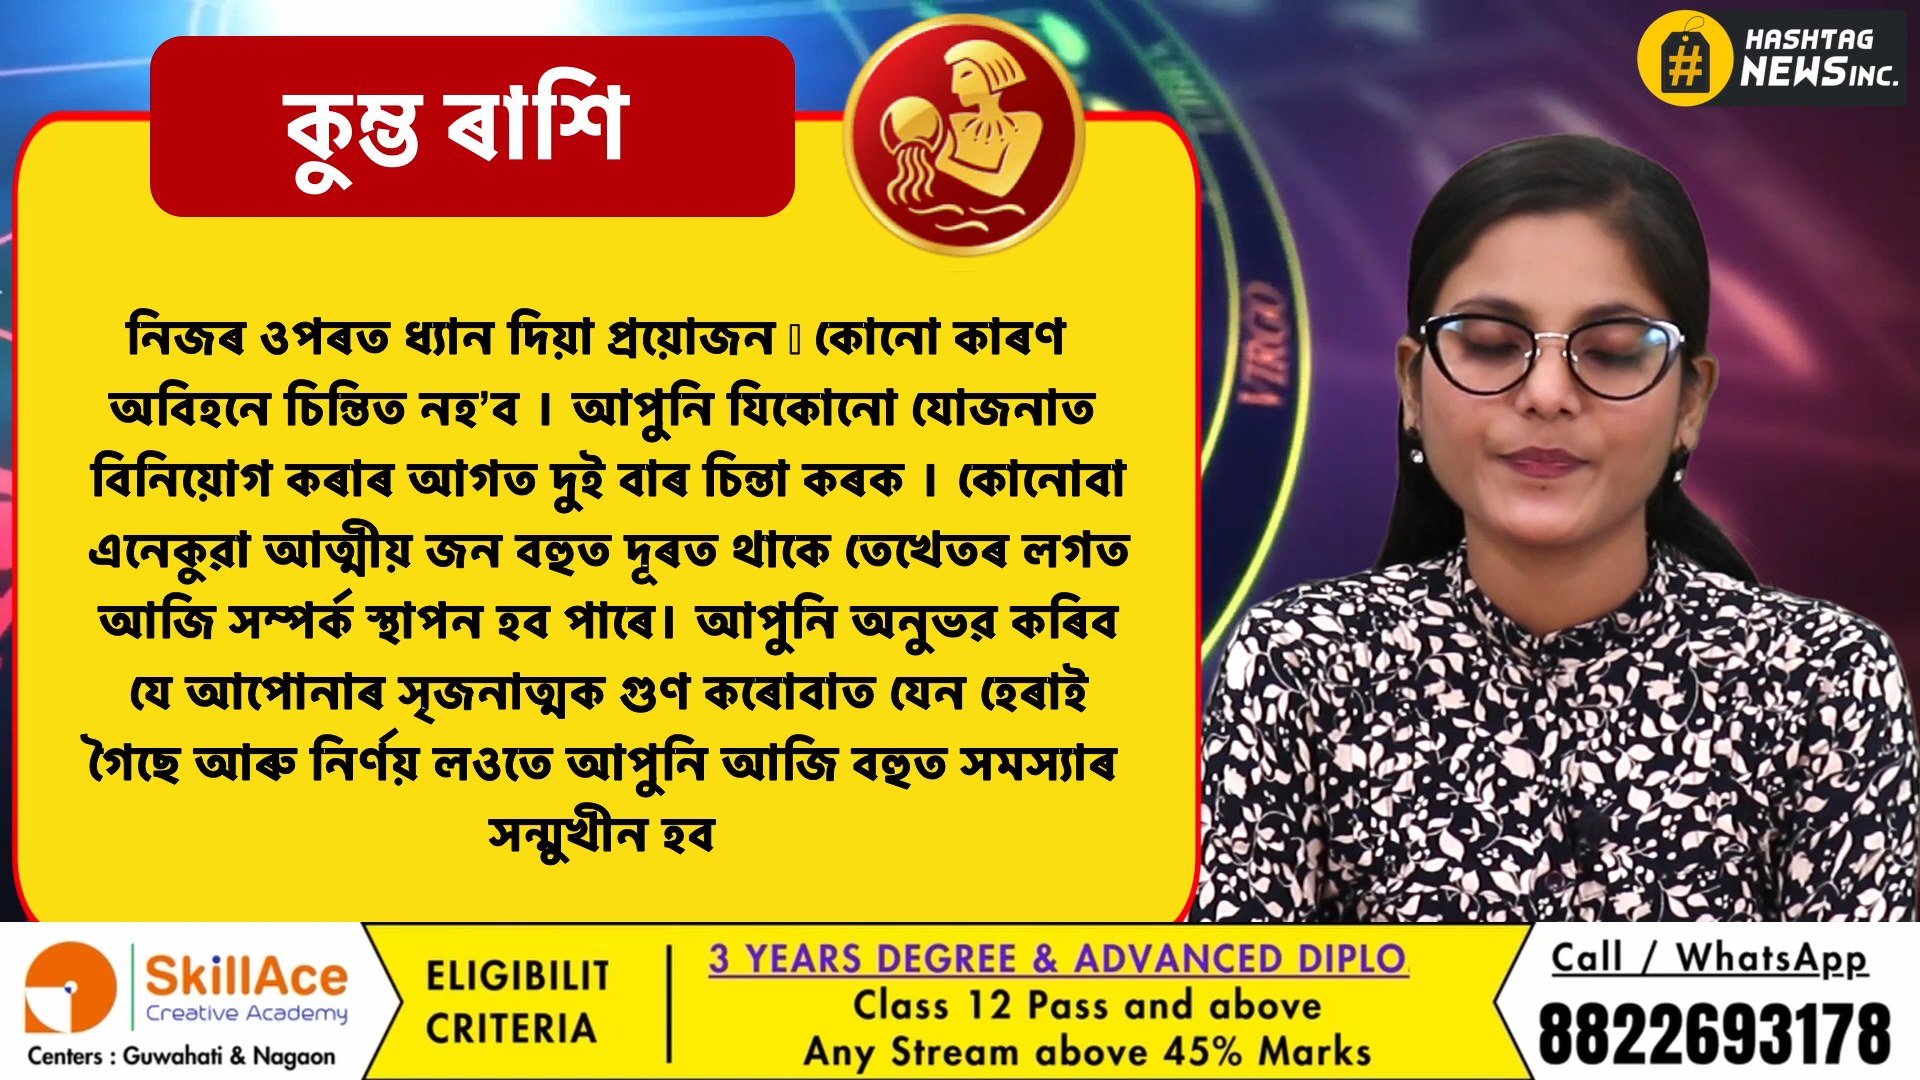 কুম্ভ ৰাশি
HASHTAG
NEWS INC.
VIRGO
নিজৰ ওপৰত ধ্যান দিয়া প্ৰয়োজন কোনো কাৰণ
অবিহনে চিন্তিত নহ’ব । আপুনি যিকোনো যোজনাত
বিনিয়োগ কৰাৰ আগত দুই বাৰ চিন্তা কৰক । কোনোবা
এনেকুৱা আত্মীয় জন বহুত দূৰত থাকে তেখেতৰ লগত
আজি সম্পৰ্ক স্থাপন হব পাৰে। আপুনি অনুভৱ কৰিব
যে আপোনাৰ সৃজনাত্মক গুণ কৰোবাত যেন হেৰাই
গৈছে আৰু নিৰ্ণয় লওতে আপুনি আজি বহুত সমস্যাৰ
সন্মুখীন হব
SkillAce
Creative Academy
Centers : Guwahati & Nagaon
ELIGIBILIT
CRITERIA
3 YEARS DEGREE & ADVANCED DIPLO
Class 12 Pass and above
Any Stream above 45% Marks
Call / WhatsApp
8822693178